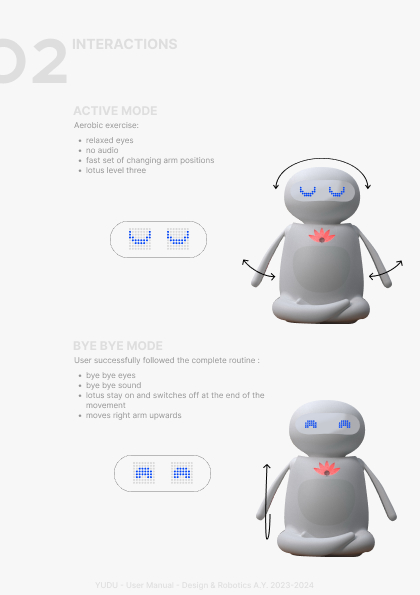 02
INTERACTIONS
ACTIVE MODE
Aerobic exercise:
• relaxed eyes
• no audio
• fast set of changing arm positions
• lotus level three
BYE BYE MODE
User successfully followed the complete routine :
• bye bye eyes
• bye bye sound
• lotus stay on and switches off at the end of the
movement
• moves right arm upwards
YUDU - User Manual - Design & Robotics A.Y. 2023-2024